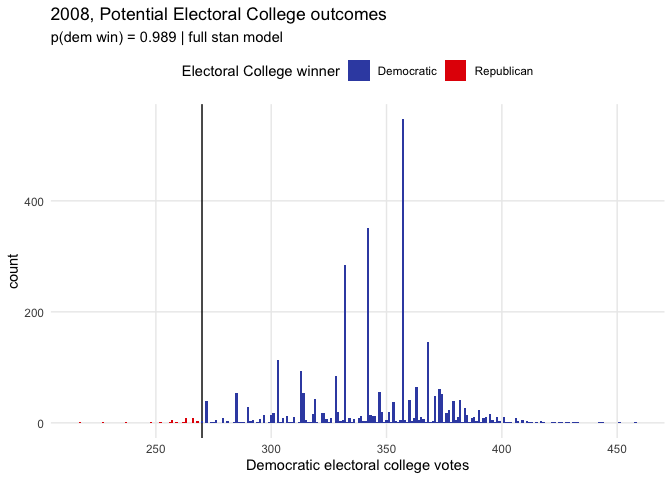 2008, Potential Electoral College outcomes
p(dem win) = 0.989 | full stan model
Electoral College winner Democratic Republican
count
400
200
0
250 300 350 400 450
Democratic electoral college votes